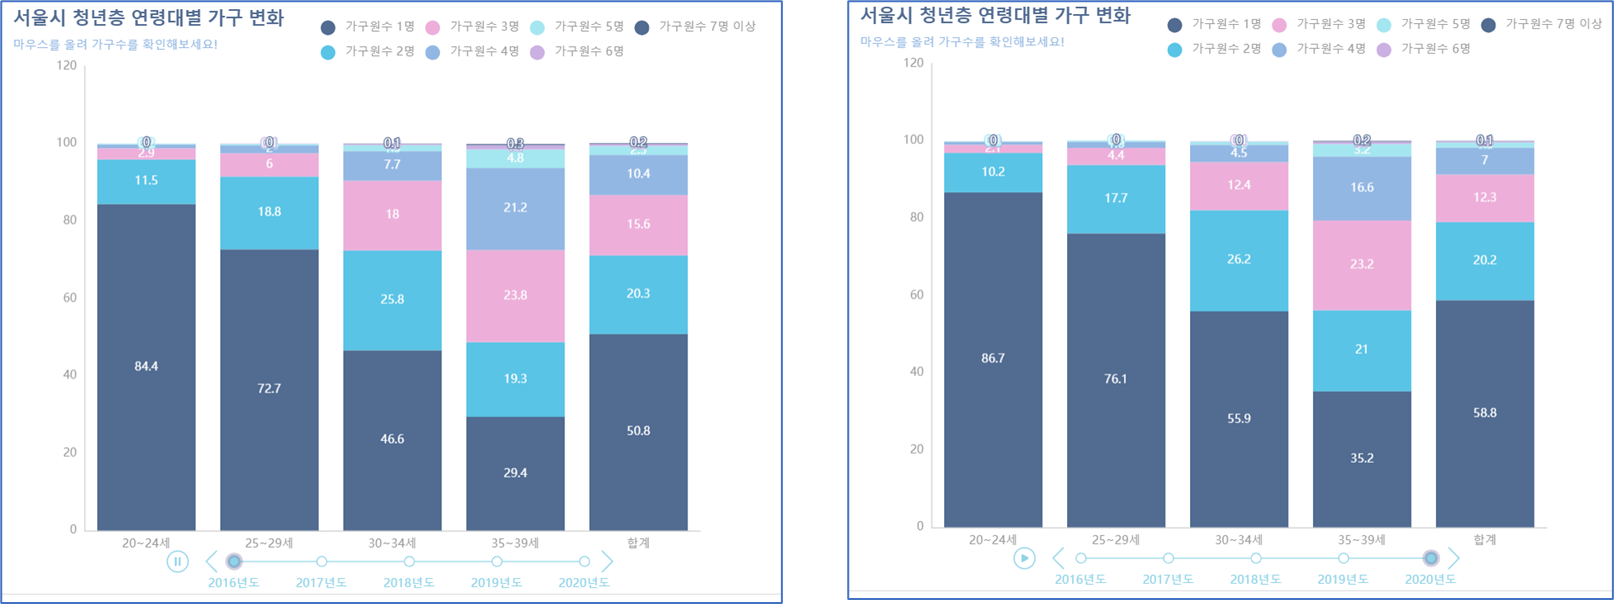 서울시 청년층 연령대별 가구 변화
마우스를 올려 가구수를 확인해보세요!
가구원수 1명 가구원수 3명 가구원수 5명 가구원수 7명 이상
가구원수 2명 가구원수 4명 가구원수 6명
120
100
80
60
40
20
0
0 0 0.1 0.3 0.2
2.9 6 7.7 4.8 10.4
11.5 18.8 18 21.2 15.6
25.8 23.8 20.3
84.4 72.7 46.6 19.3 50.8
29.4
20~24세 25~29세 30~34세 35~39세 합계
2016년도 2017년도 2018년도 2019년도 2020년도
서울시 청년층 연령대별 가구 변화
마우스를 올려 가구수를 확인해보세요!
가구원수 1명 가구원수 3명 가구원수 5명 가구원수 7명 이상
가구원수 2명 가구원수 4명 가구원수 6명
120
100
80
60
40
20
0
0 0 0 0.2 0.1
2.1 4.4 4.5 3.2 7
10.2 17.7 12.4 16.6 12.3
26.2 23.2 20.2
86.7 76.1 55.9 21 58.8
35.2
20~24세 25~29세 30~34세 35~39세 합계
2016년도 2017년도 2018년도 2019년도 2020년도